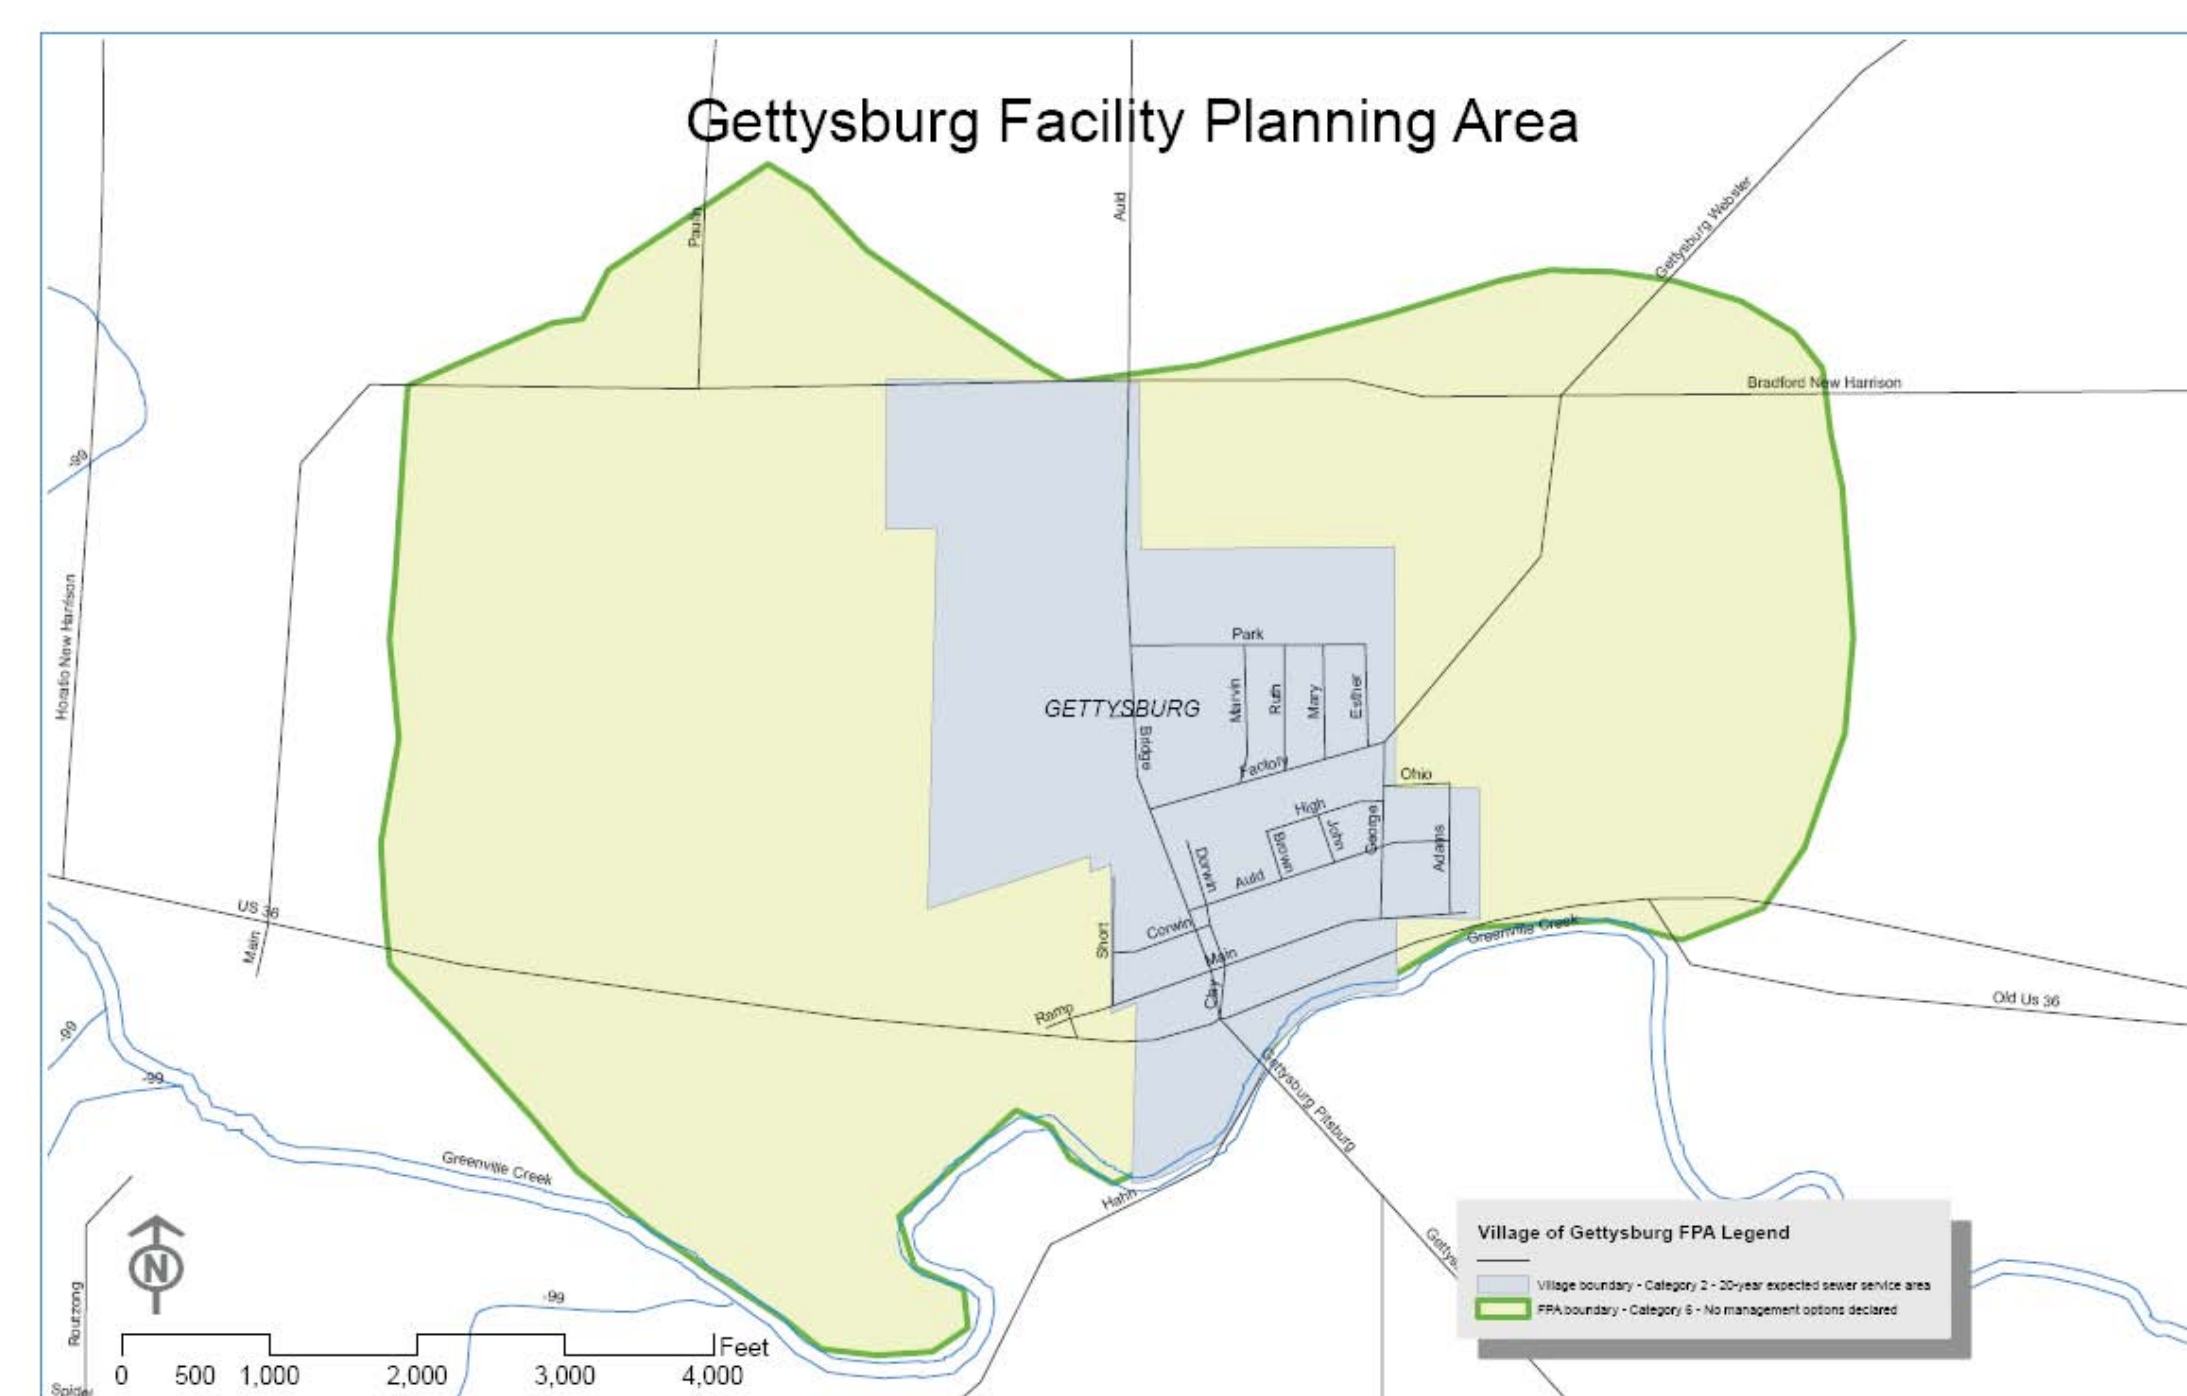 Gettysburg Facility Planning Area
Paulin
Auld
Gettysburg Webster
Bradford New Harrison
-99
Horatio New Harrison
Park
Marvin
Ruth
Mary
Esther
GETTYSBURG
Bridge
Factory
Ohio
High
John
George
Brown
Adams
Dorwin
Auld
US 36
Main
Short
Corwin
Main
Greenville Creek
Clay
Ramp
Old Us 36
-99
-99
Gettysburg Pitsburg
Greenville Creek
Hahn
Village of Gettysburg FPA Legend
Village boundary - Category 2 - 20-year expected sewer service area
FPA boundary - Category 6 - No management options declared
N
Routzong
-99
Feet
0 500 1,000 2,000 3,000 4,000